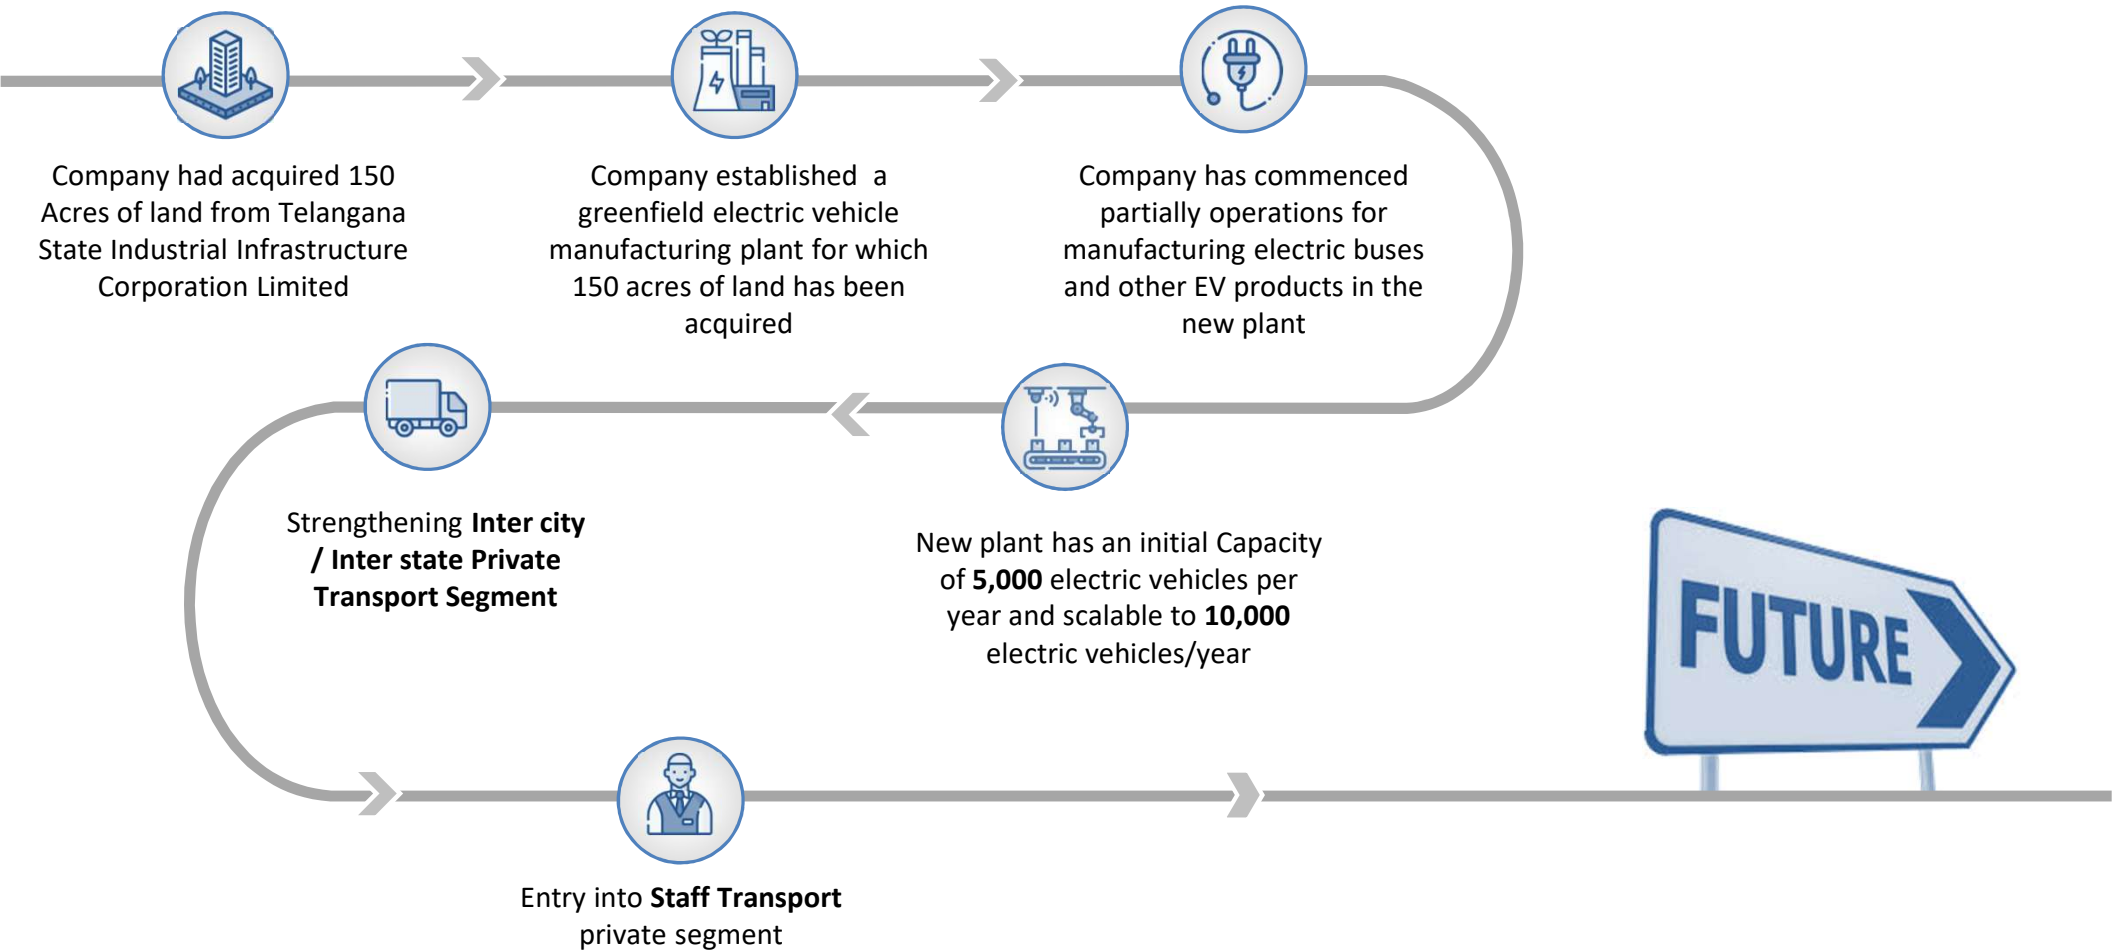 Company had acquired 150
Acres of land from Telangana
State Industrial Infrastructure
Corporation Limited
Company established a
greenfield electric vehicle
manufacturing plant for which
150 acres of land has been
acquired
Company has commenced
partially operations for
manufacturing electric buses
and other EV products in the
new plant
New plant has an initial Capacity
of 5,000 electric vehicles per
year and scalable to 10,000
electric vehicles/year
Strengthening Inter city
/ Inter state Private
Transport Segment
Entry into Staff Transport
private segment
FUTURE